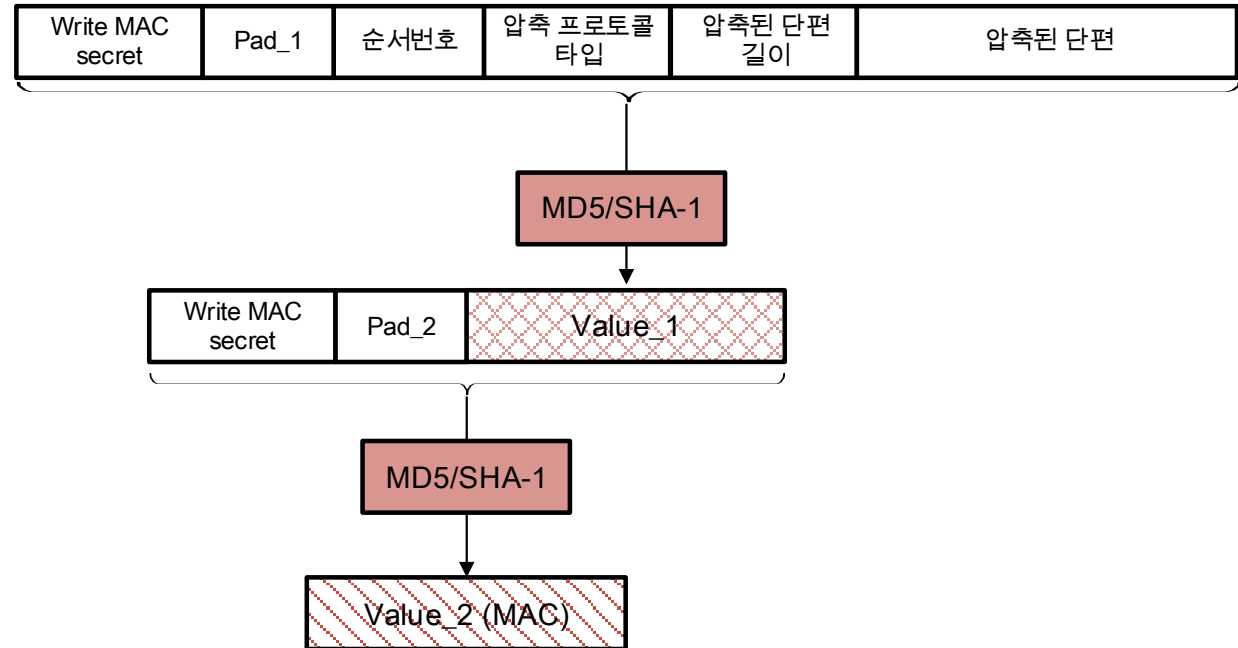 Write MAC
secret
Pad_1
순서번호
압축 프로토콜
타입
압축된 단편
길이
압축된 단편
MD5/SHA-1
Write MAC
secret
Pad_2
Value_1
MD5/SHA-1
Value_2 (MAC)